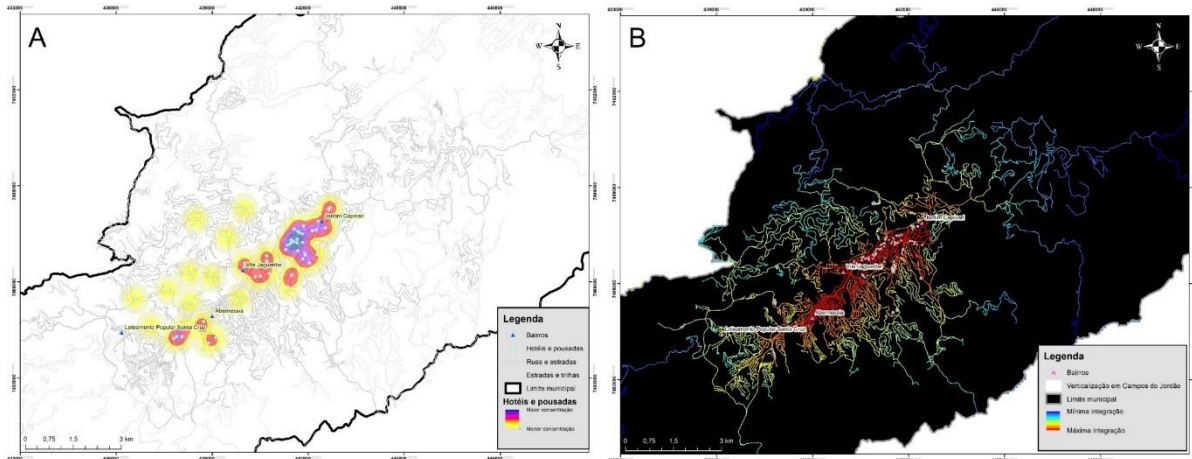 A
N
W E
S
Jardim Capivari
Vila Jaguaribe
Abernessia
Loteamento Popular Santa Cruz
Legenda
Bairros
Hotéis e pousadas
Ruas e estradas
Estradas e trilhas
Limite municipal
Hotéis e pousadas
Maior concentração
Menor concentração
0 0,75 1,5 3 km
B
N
W E
S
Jardim Capivari
Vila Jaguaribe
Abernessia
Loteamento Popular Santa Cruz
Legenda
Bairros
Verticalização em Campos do Jordão
Limite municipal
Mínima integração
Máxima integração
0 0,75 1,5 3 km